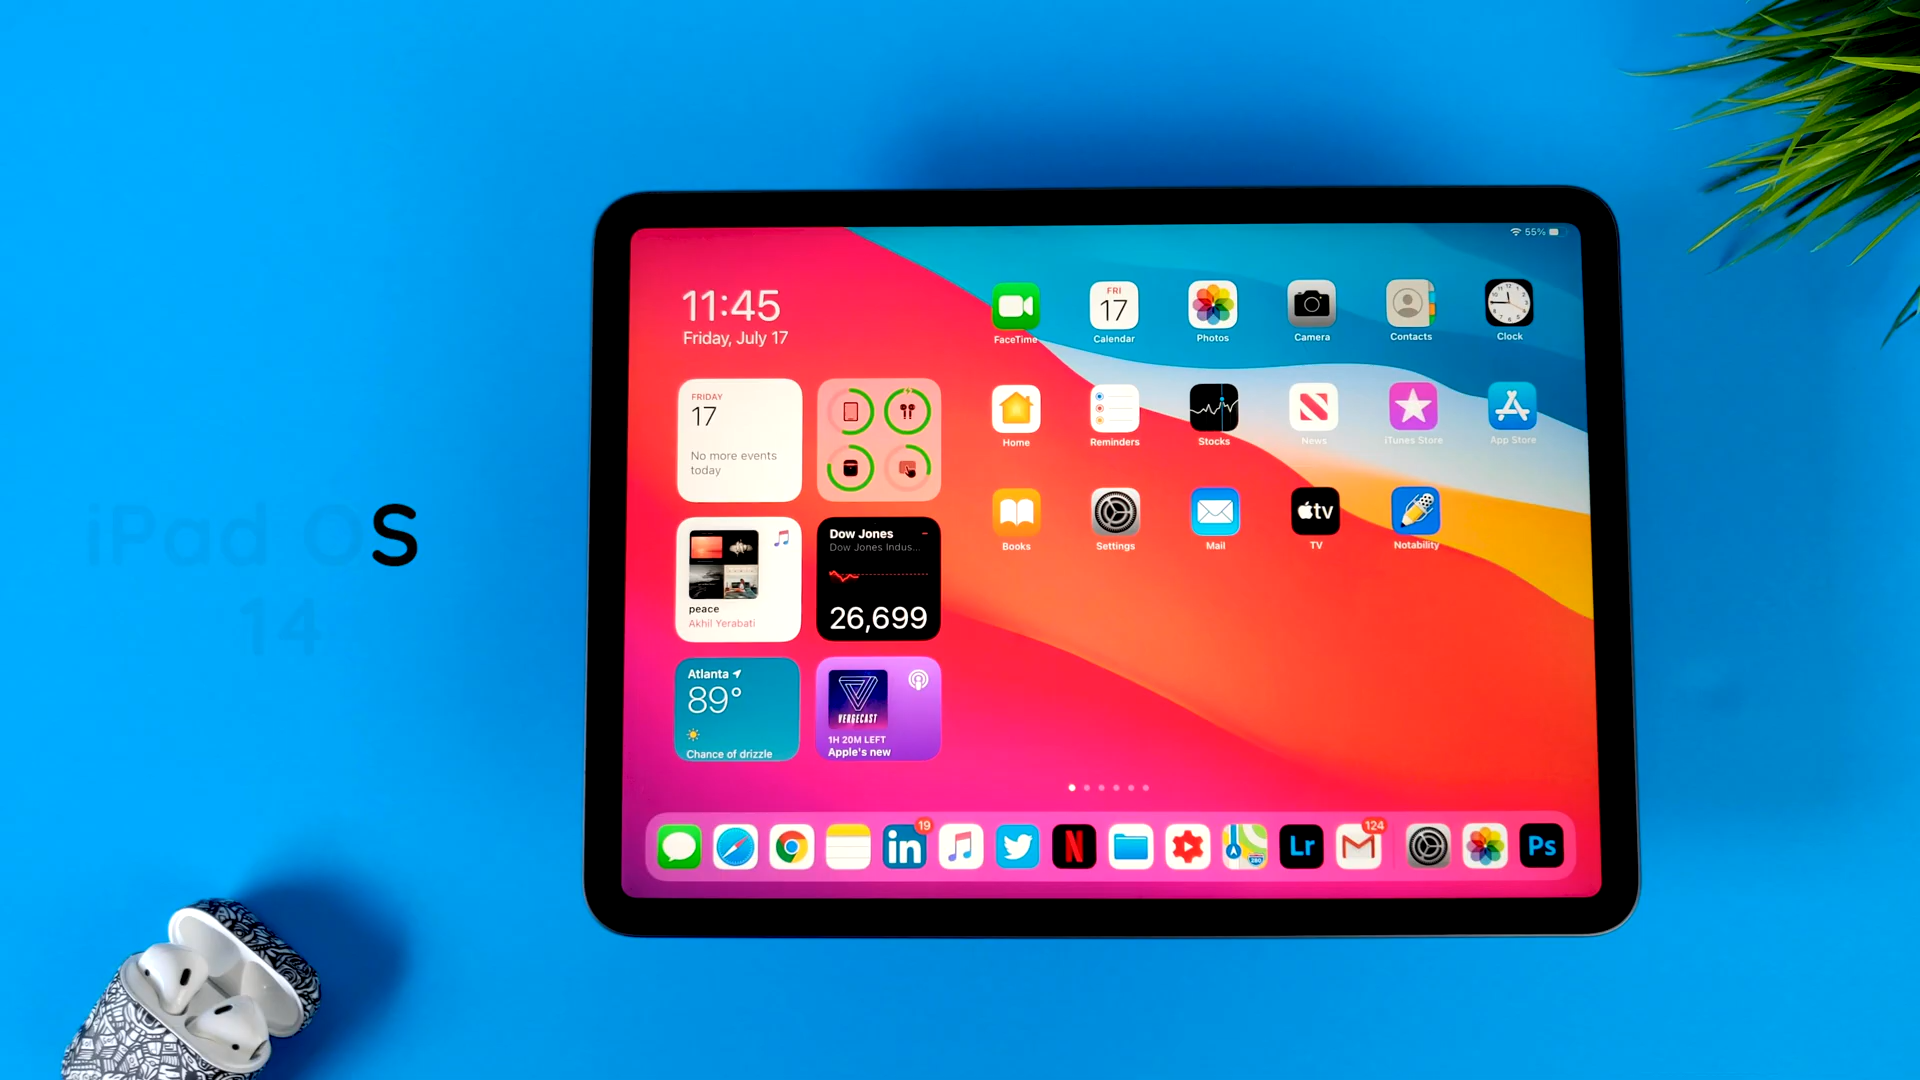 iPad OS
14
55%
11:45
Friday, July 17
FRIDAY
17
No more events
today
peace
Akhil Yerabati
Dow Jones
Dow Jones Indus...
26,699
Atlanta
89°
Chance of drizzle
VERGECAST
1H 20M LEFT
Apple's new
FaceTime
FRI
17
Calendar
Photos
Camera
Contacts
Clock
Home
Reminders
Stocks
News
iTunes Store
App Store
Books
Settings
Mail
tv
TV
Notability
19
in
N
280
Lr
124
Ps